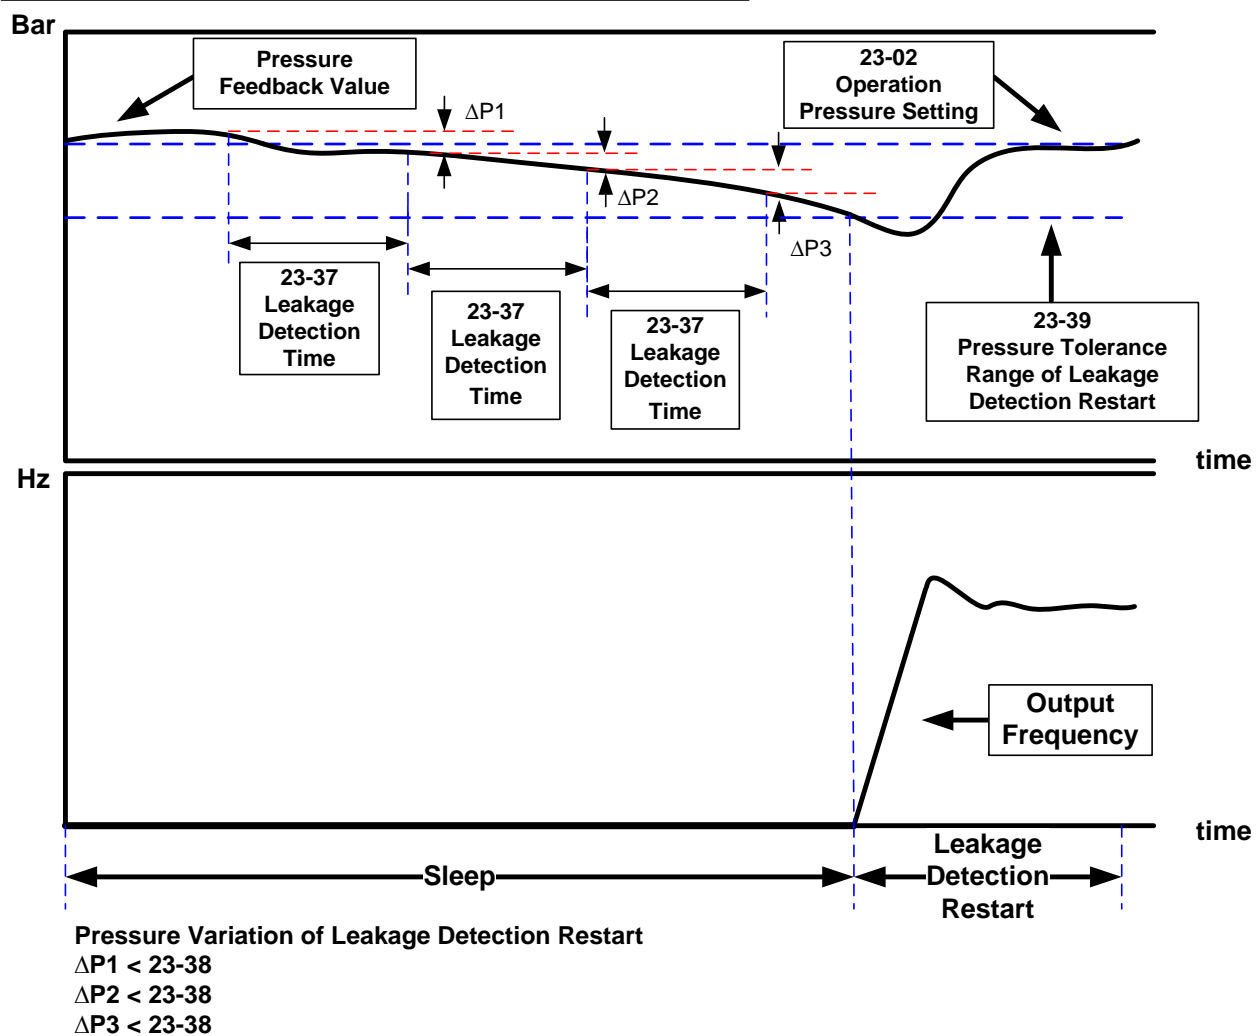 Bar
Pressure
Feedback Value
ΔP1
23-02
Operation
Pressure Setting
ΔP2
ΔP3
23-37
Leakage
Detection
Time
23-37
Leakage
Detection
Time
23-37
Leakage
Detection
Time
23-39
Pressure Tolerance
Range of Leakage
Detection Restart
time
Hz
Output
Frequency
time
Sleep
Leakage
Detection
Restart
Pressure Variation of Leakage Detection Restart
ΔP1 < 23-38
ΔP2 < 23-38
ΔP3 < 23-38